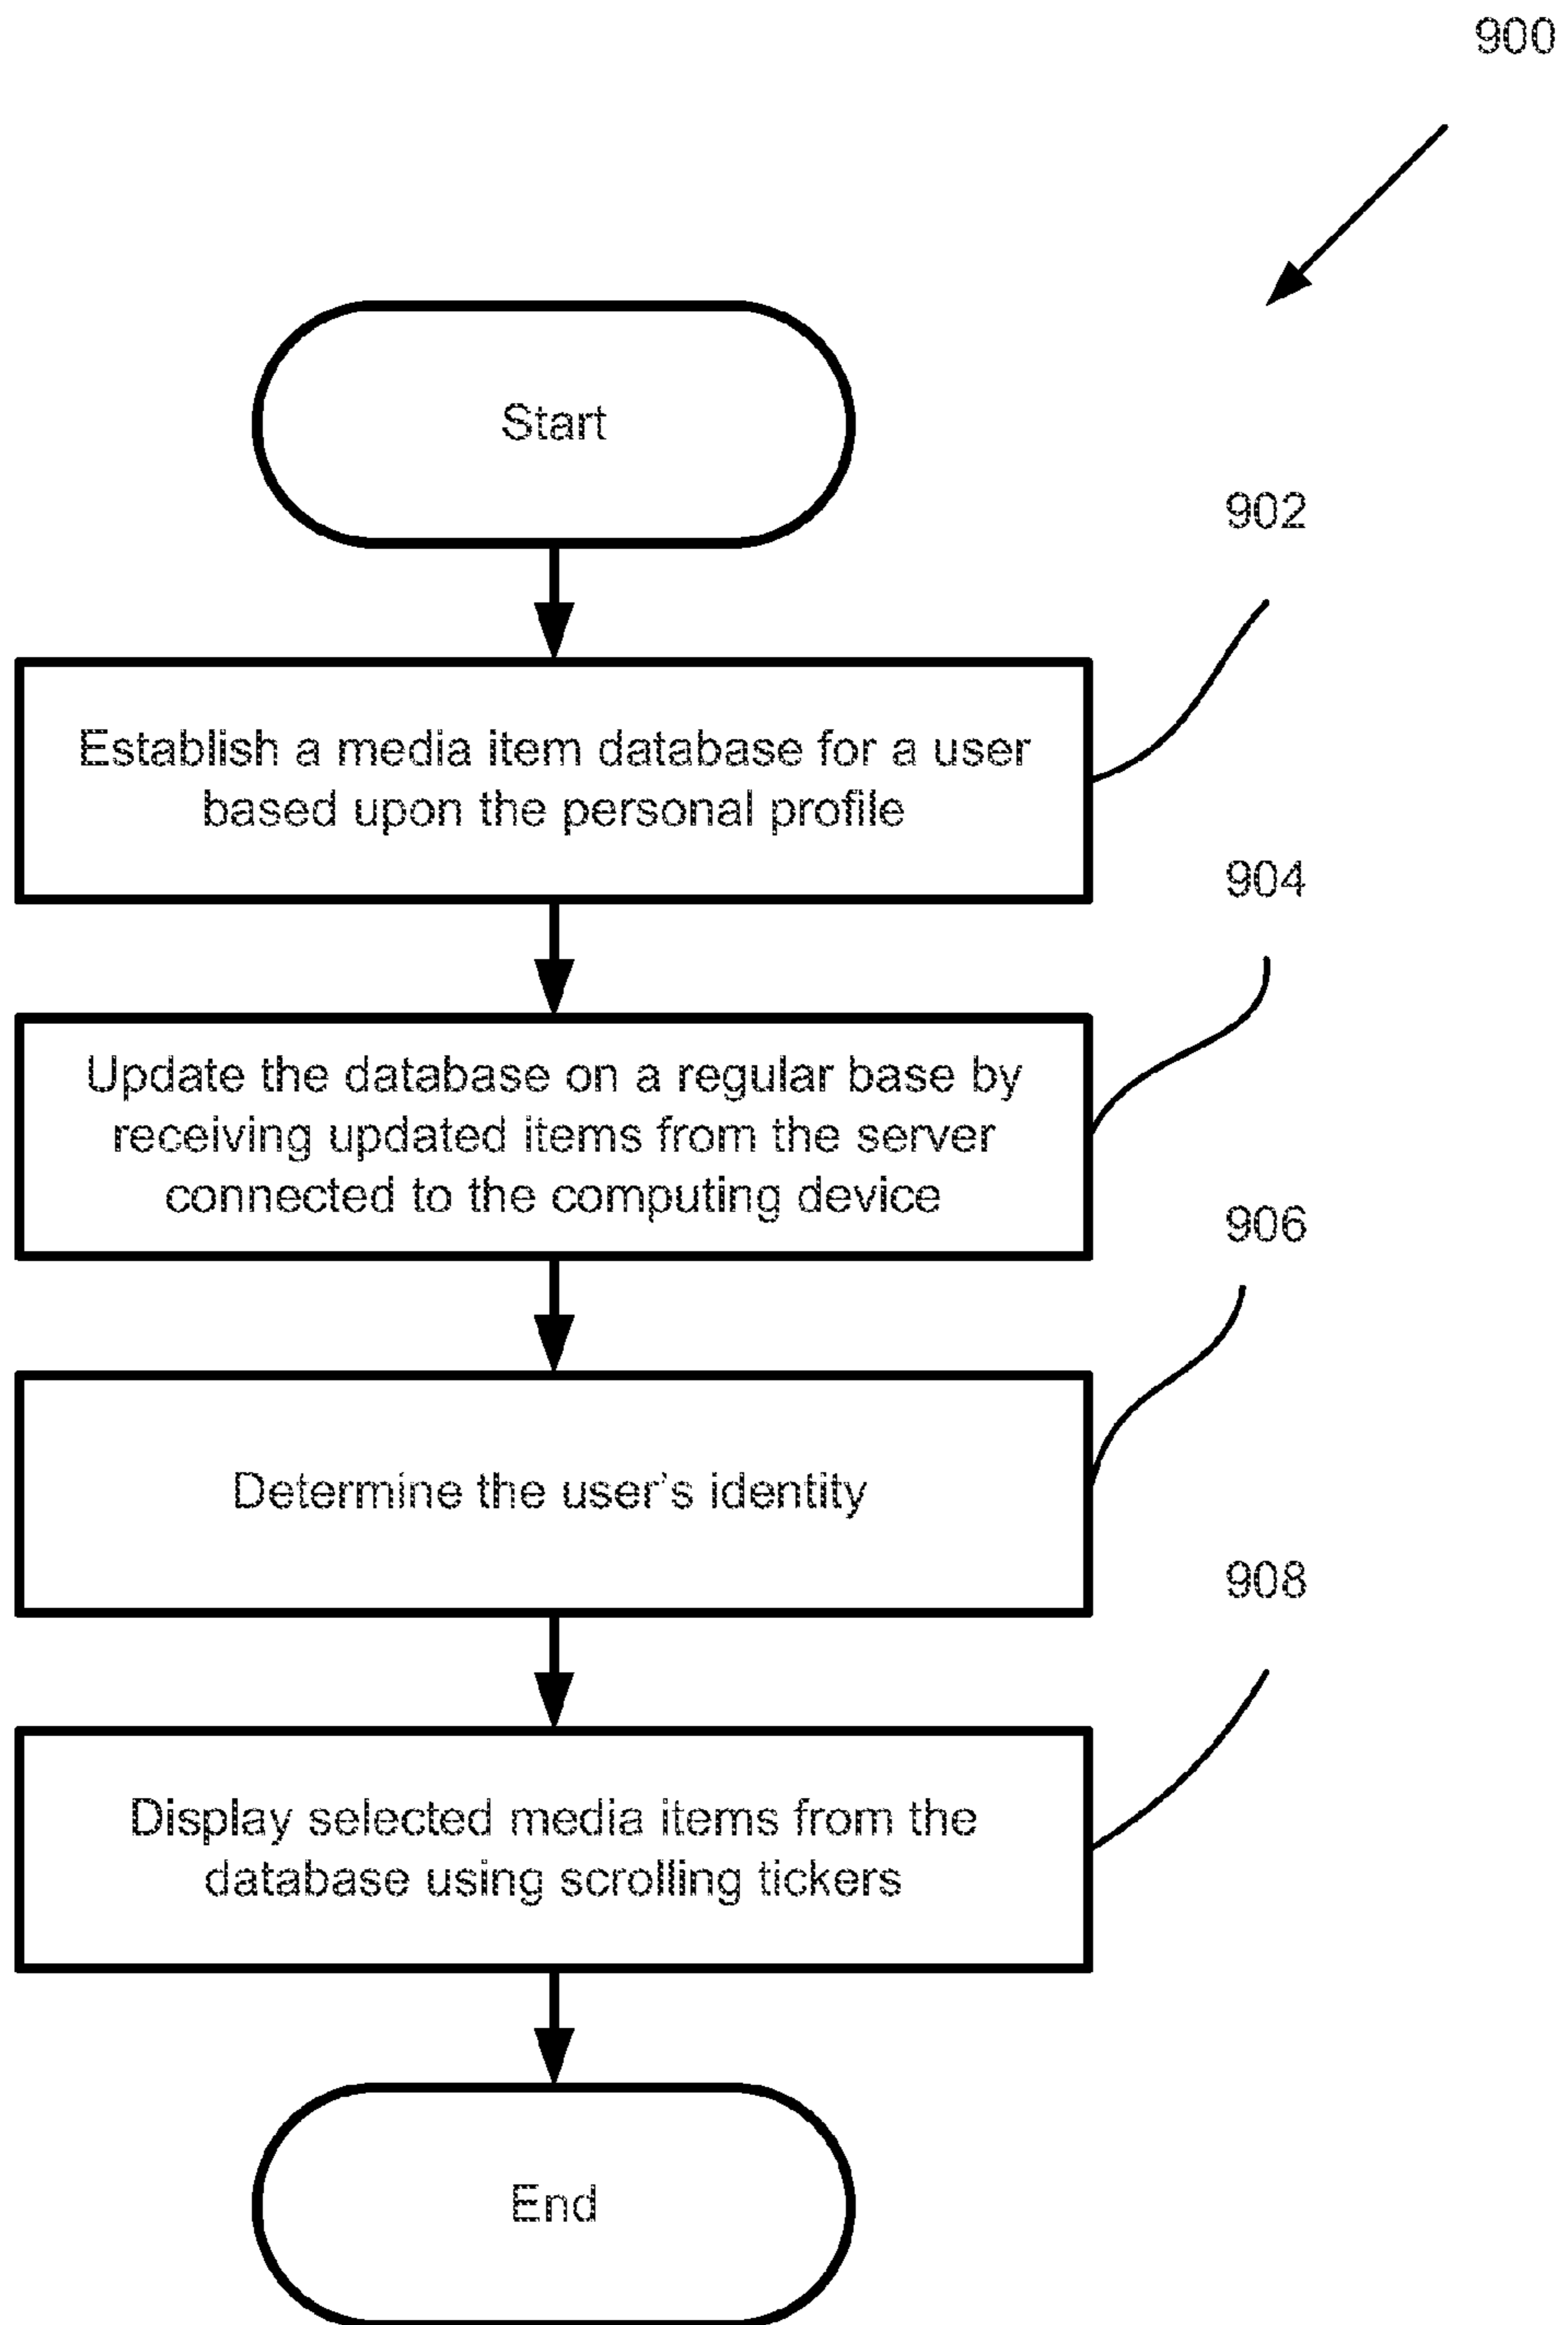 900
Start
902
Establish a media item database for a user
based upon the personal profile
904
Update the database on a regular base by
receiving updated items from the server
connected to the computing device
906
Determine the user's identity
908
Display selected media items from the
database using scrolling tickers
End